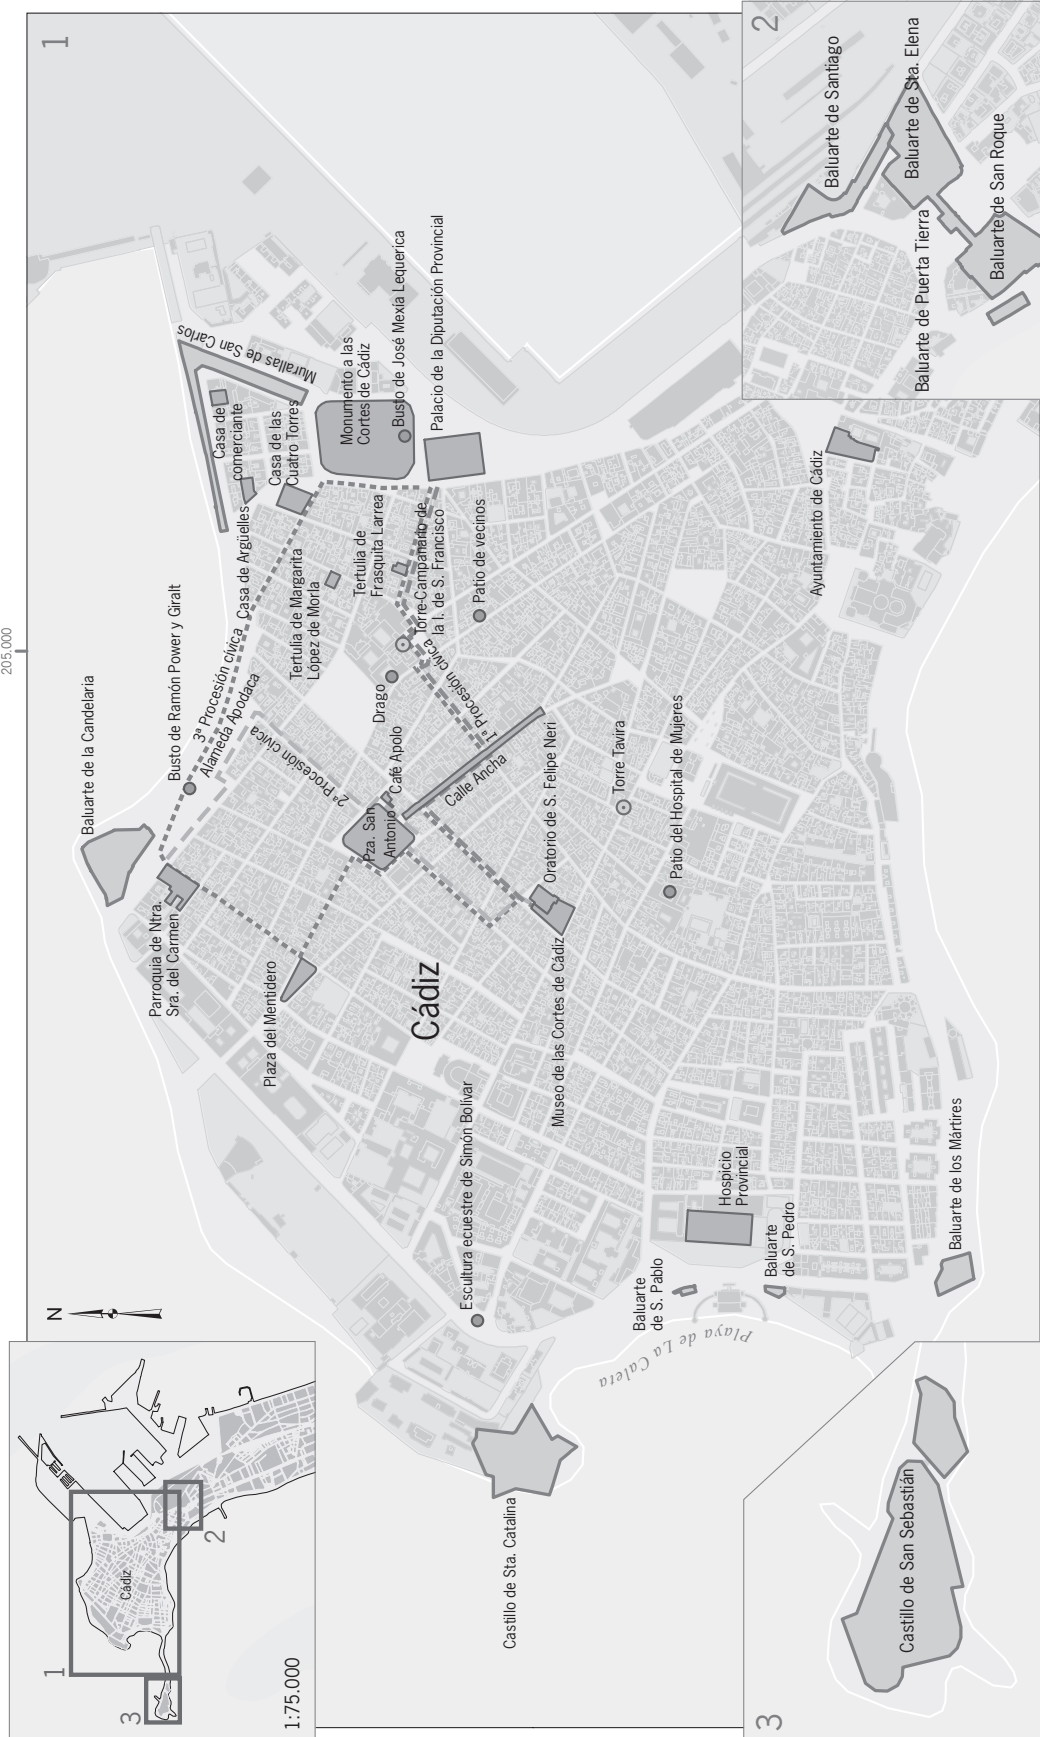 1
205.000
Baluarte de la Candelaria
Busto de Ramón Power y Giralt
3ª Procesión cívica
Alameda Apodaca
Casa de Argüelles
Casa de
comerciante
Murallas de San Carlos
Casa de las
Cuatro Torres
Monumento a las
Cortes de Cádiz
Busto de José Mexía Lequerica
Palacio de la Diputación Provincial
Tertulia de Margarita
López de Morla
Tertulia de
Frasquita Larrea
Torre-Campanario de
la I. de S. Francisco
Patio de vecinos
Drago
Café Apolo
2ª Procesión cívica
1ª Procesión cívica
Calle Ancha
Pza. San
Antonio
Parroquia de Ntra.
Sra. del Carmen
Plaza del Mentidero
Cádiz
Oratorio de S. Felipe Neri
Museo de las Cortes de Cádiz
Torre Tavira
Patio del Hospital de Mujeres
Ayuntamiento de Cádiz
Escultura ecuestre de Simón Bolívar
Hospicio
Provincial
Baluarte
de S. Pablo
Baluarte
de S. Pedro
Baluarte de los Mártires
Playa de La Caleta
Castillo de Sta. Catalina
N
2
Baluarte de Santiago
Baluarte de Sta. Elena
Baluarte de Puerta Tierra
Baluarte de San Roque
3
Castillo de San Sebastián
1
2
3
Cádiz
1:75.000